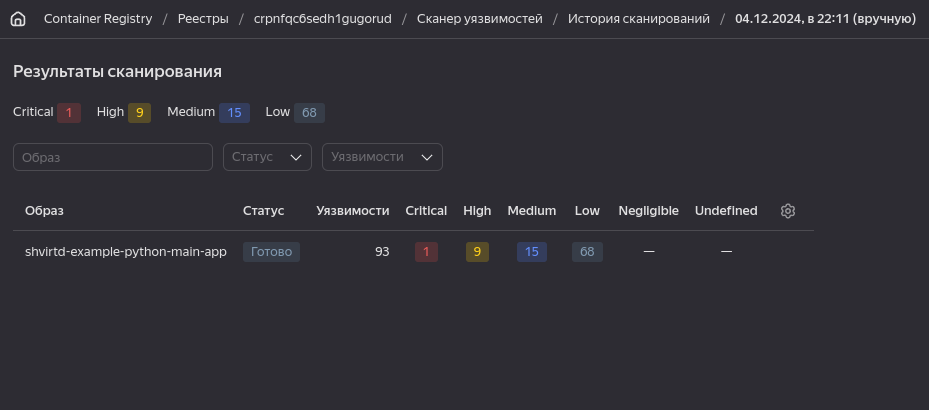 Container Registry / Реестры / crpnfqc6sedh1gugorud / Сканер уязвимостей / История сканирований / 04.12.2024, в 22:11 (вручную)
Результаты сканирования
Critical 1 High 9 Medium 15 Low 68
Образ Статус Уязвимости
Образ Статус Уязвимости Critical High Medium Low Negligible Undefined
shvirtd-example-python-main-app Готово 93 1 9 15 68 — —